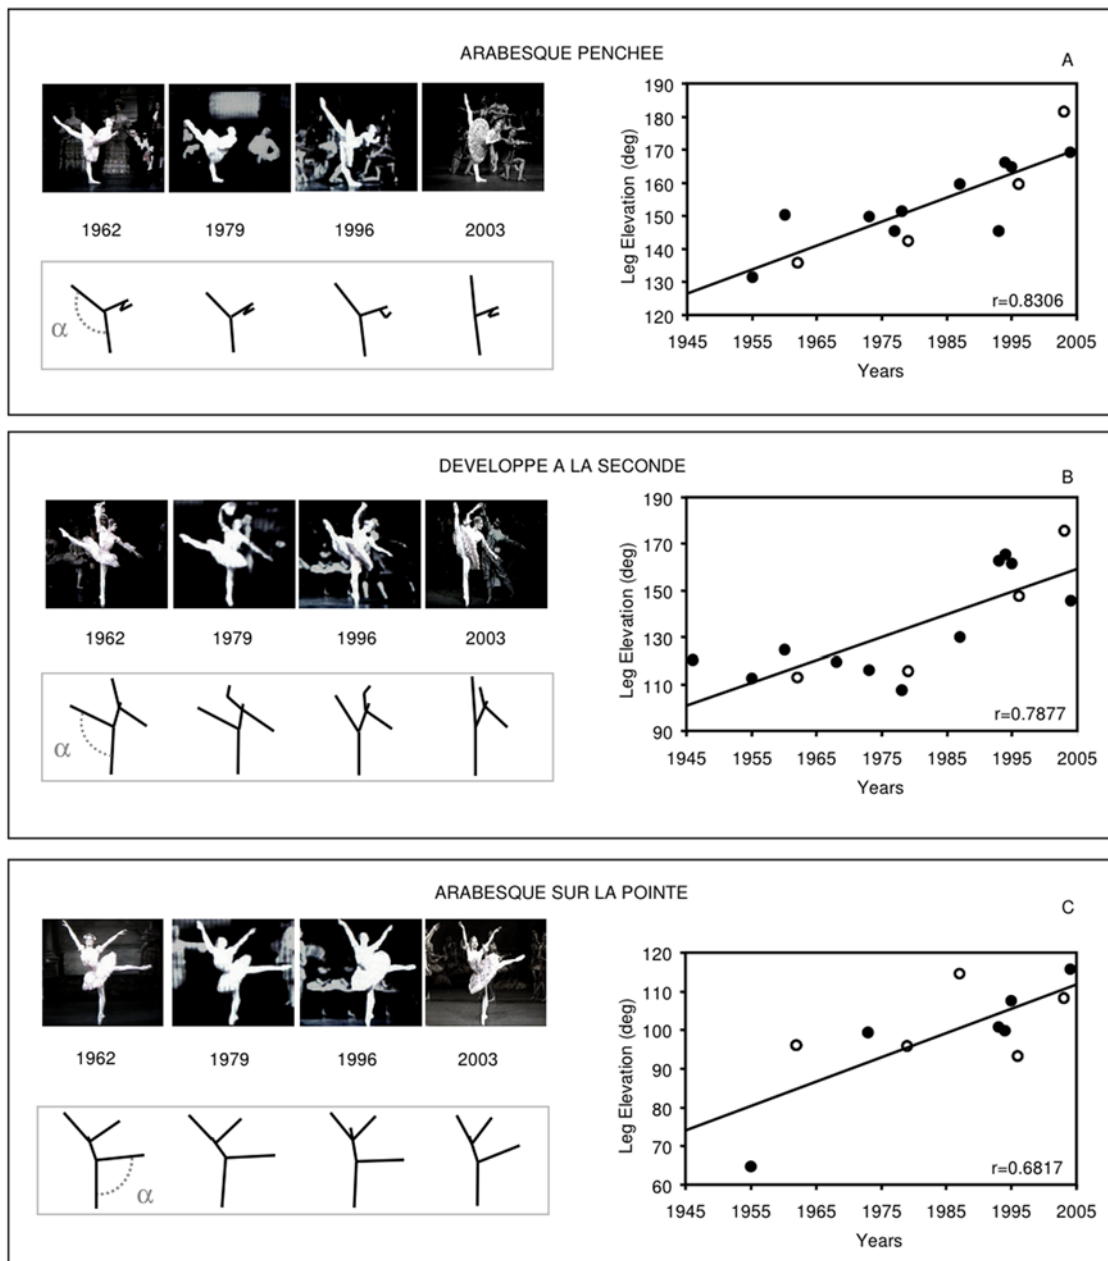 ARABESQUE PENCHEE
A
1962 1979 1996 2003
α
Leg Elevation (deg)
190
180
170
160
150
140
130
120
r=0.8306
1945 1955 1965 1975 1985 1995 2005
Years
DEVELOPPE A LA SECONDE
B
1962 1979 1996 2003
α
Leg Elevation (deg)
190
170
150
130
110
90
r=0.7877
1945 1955 1965 1975 1985 1995 2005
Years
ARABESQUE SUR LA POINTE
C
1962 1979 1996 2003
α
Leg Elevation (deg)
120
110
100
90
80
70
60
r=0.6817
1945 1955 1965 1975 1985 1995 2005
Years